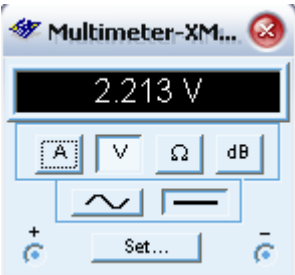 Multimeter-XM...
2.213 V
A V Ω dB
+ Set... −